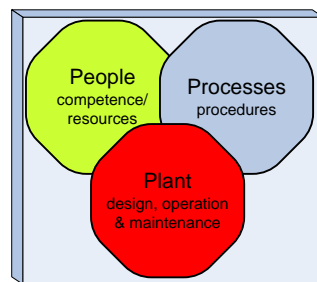 People
competence/
resources
Processes
procedures
Plant
design, operation
& maintenance